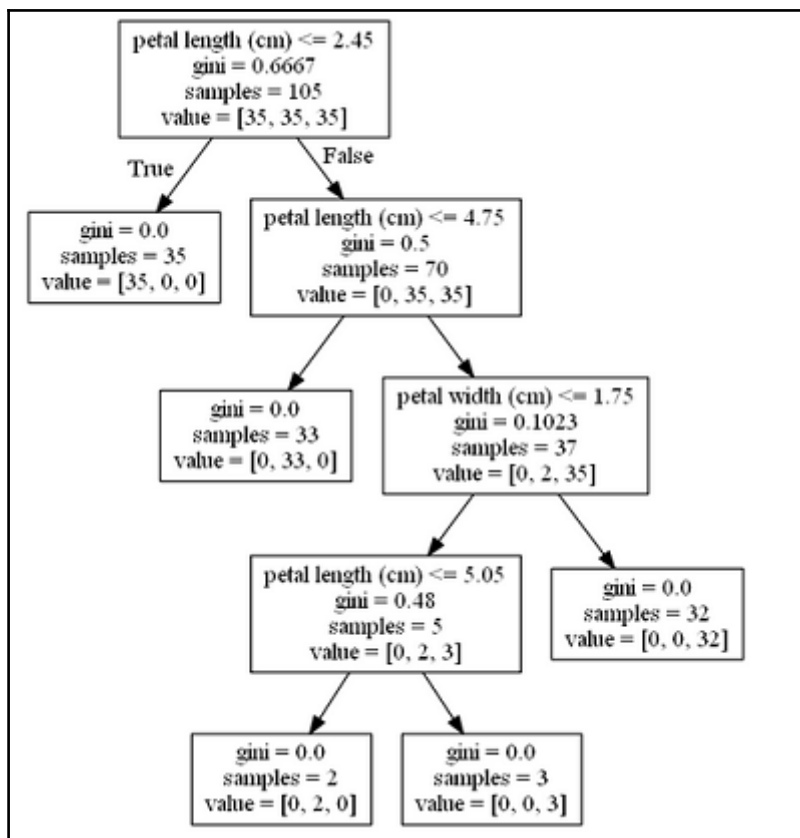 petal length (cm) <= 2.45
gini = 0.6667
samples = 105
value = [35, 35, 35]
True
False
gini = 0.0
samples = 35
value = [35, 0, 0]
petal length (cm) <= 4.75
gini = 0.5
samples = 70
value = [0, 35, 35]
gini = 0.0
samples = 33
value = [0, 33, 0]
petal width (cm) <= 1.75
gini = 0.1023
samples = 37
value = [0, 2, 35]
petal length (cm) <= 5.05
gini = 0.48
samples = 5
value = [0, 2, 3]
gini = 0.0
samples = 32
value = [0, 0, 32]
gini = 0.0
samples = 2
value = [0, 2, 0]
gini = 0.0
samples = 3
value = [0, 0, 3]